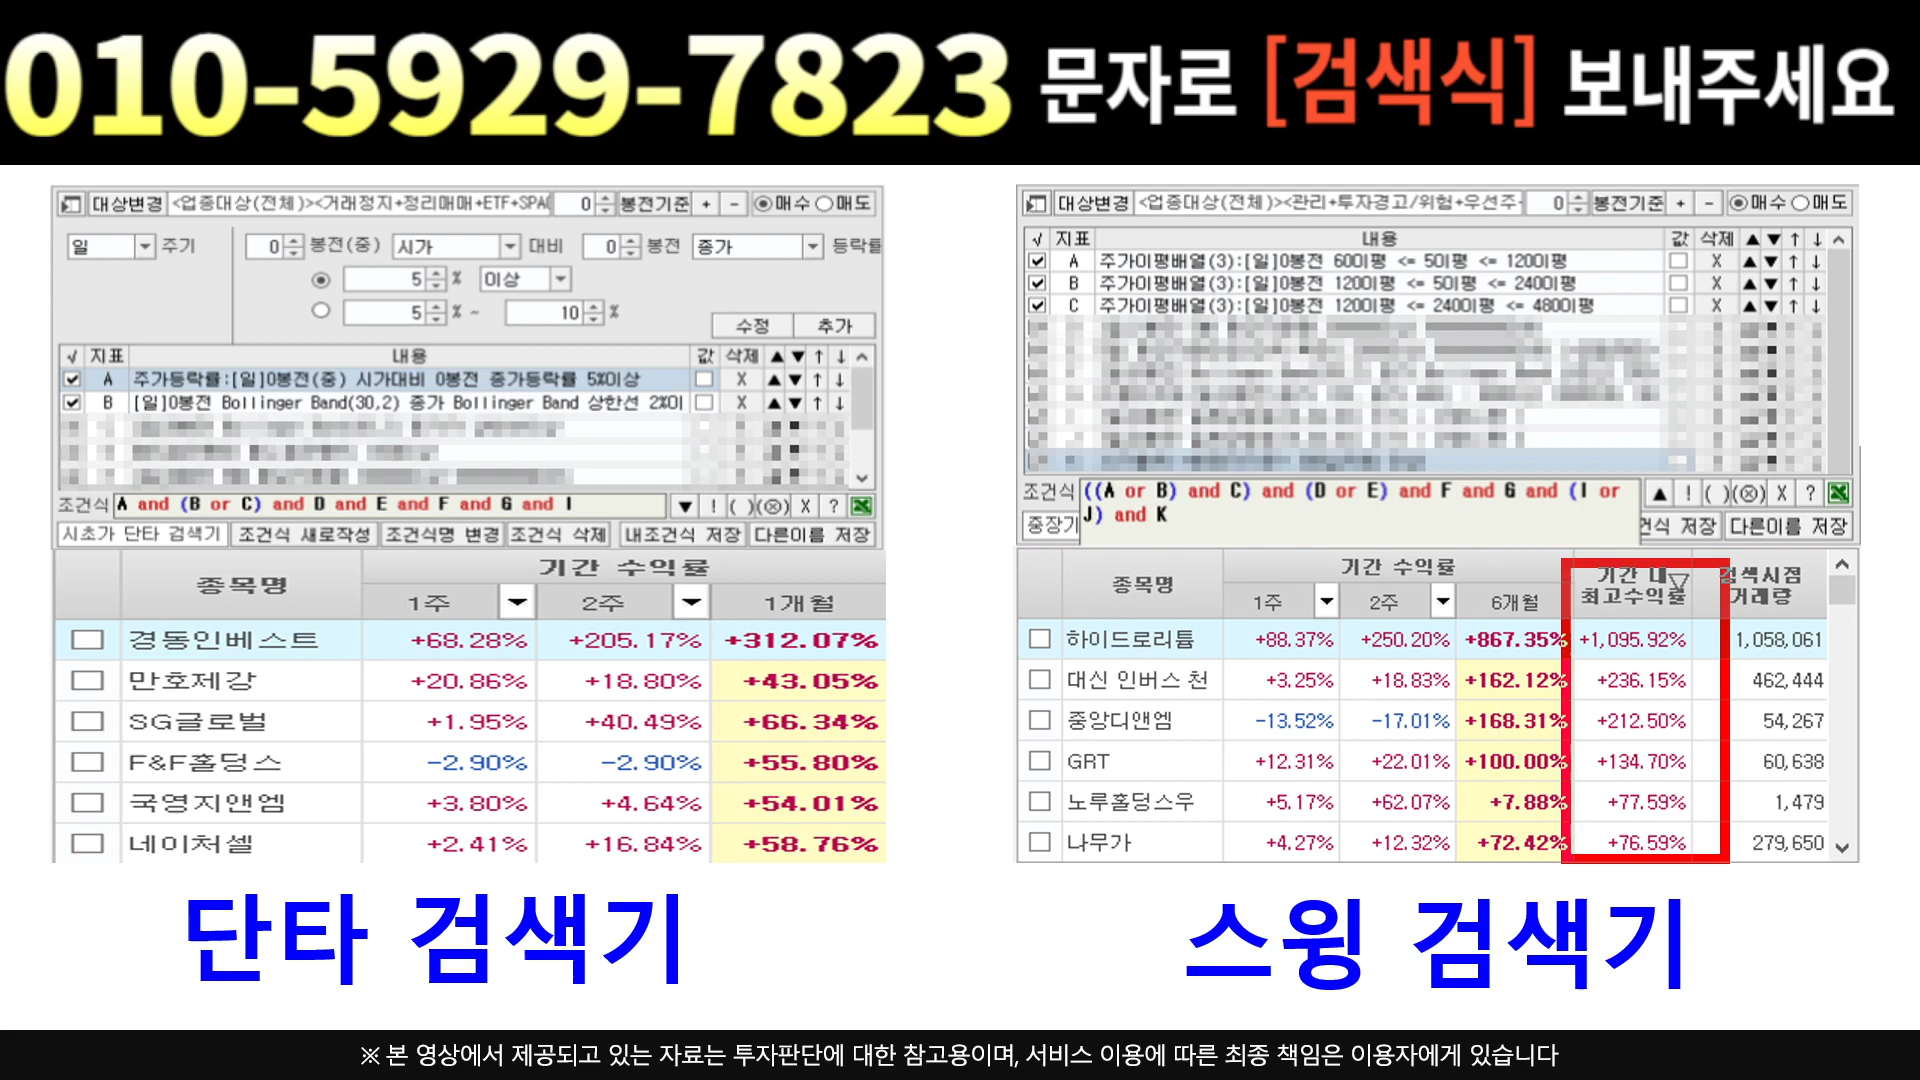 010-5929-7823 문자로 [검색식] 보내주세요
대상변경 <업종대상(전체)><거래정지+정리매매+ETF+SPA( 0 봉전기준 + - 매수 매도
일 주기 0 봉전(중) 시가 대비 0 봉전 종가 등락률
5 % 이상
5 % ~ 10 %
수정 추가
√ 지표 내용 값 삭제 ▲ ▼ ↑ ↓
A 주가등락률:[일]0봉전(중) 시가대비 0봉전 종가등락률 5%이상 X ▲ ▼ ↑ ↓
B [일]0봉전 Bollinger Band(30,2) 종가 Bollinger Band 상한선 2%이 X ▲ ▼ ↑ ↓
조건식 A and (B or C) and D and E and F and G and I ▼ ! ( )(⊗) X ?
시초가 단타 검색기 조건식 새로작성 조건식명 변경 조건식 삭제 내조건식 저장 다른이름 저장
종목명 기간 수익률
1주 2주 1개월
경동인베스트 +68.28% +205.17% +312.07%
만호제강 +20.86% +18.80% +43.05%
SG글로벌 +1.95% +40.49% +66.34%
F&F홀딩스 -2.90% -2.90% +55.80%
국영지앤엠 +3.80% +4.64% +54.01%
네이처셀 +2.41% +16.84% +58.76%
단타 검색기
대상변경 <업종대상(전체)><관리+투자경고/위험+우선주+ 0 봉전기준 + - 매수 매도
√ 지표 내용 값 삭제 ▲ ▼ ↑ ↓
A 주가이평배열(3):[일]0봉전 60이평 <= 5이평 <= 120이평 X ▲ ▼ ↑ ↓
B 주가이평배열(3):[일]0봉전 120이평 <= 5이평 <= 240이평 X ▲ ▼ ↑ ↓
C 주가이평배열(3):[일]0봉전 120이평 <= 240이평 <= 480이평 X ▲ ▼ ↑ ↓
조건식 ((A or B) and C) and (D or E) and F and G and (I or ▲ ! ( )(⊗) X ?
중장기 J) and K 건식 저장 다른이름 저장
종목명 기간 수익률 기간 내 최고수익률 검색시점 거래량
1주 2주 6개월
하이드로리튬 +88.37% +250.20% +867.35% +1,095.92% 1,058,061
대신 인버스 천 +3.25% +18.83% +162.12% +236.15% 462,444
중앙디앤엠 -13.52% -17.01% +168.31% +212.50% 54,267
GRT +12.31% +22.01% +100.00% +134.70% 60,638
노루홀딩스우 +5.17% +62.07% +7.88% +77.59% 1,479
나무가 +4.27% +12.32% +72.42% +76.59% 279,650
스윙 검색기
※ 본 영상에서 제공되고 있는 자료는 투자판단에 대한 참고용이며, 서비스 이용에 따른 최종 책임은 이용자에게 있습니다